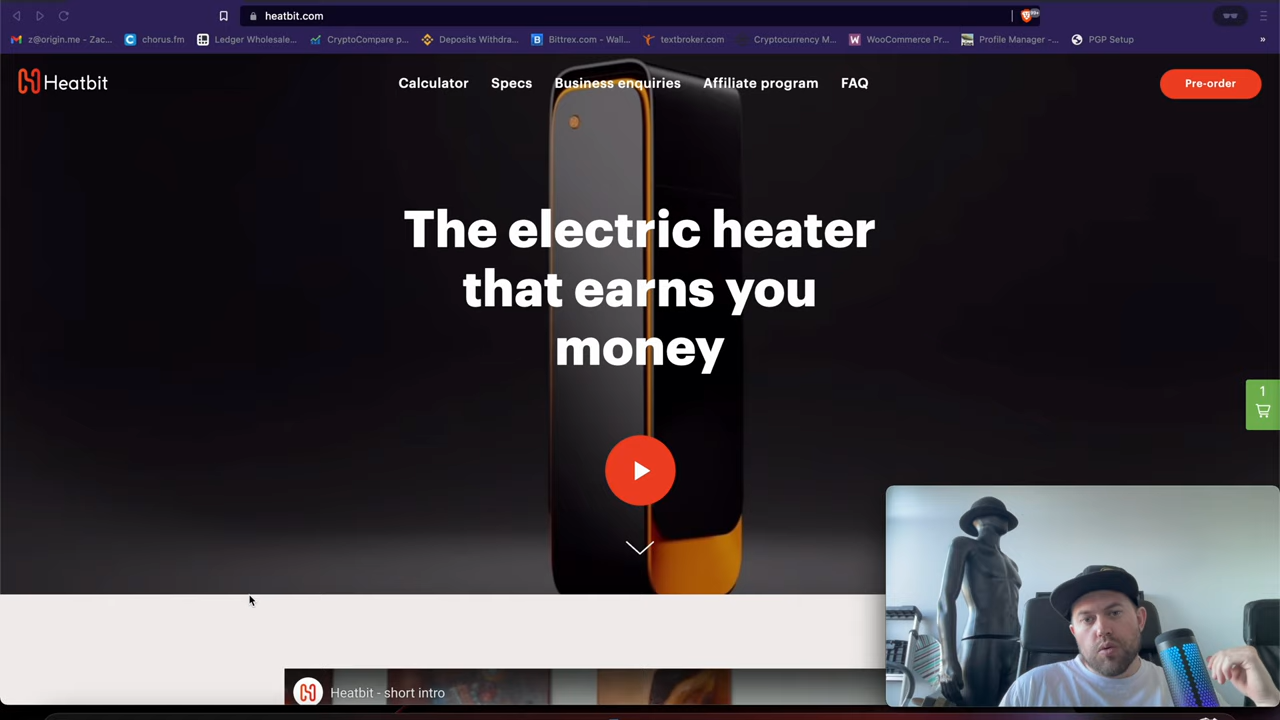 heatbit.com
z@origin.me - Zac...
chorus.fm
Ledger Wholesale...
CryptoCompare p...
Deposits Withdra...
Bittrex.com - Wall...
textbroker.com
Cryptocurrency M...
WooCommerce Pr...
Profile Manager -...
PGP Setup
»
Heatbit
Calculator
Specs
Business enquiries
Affiliate program
FAQ
Pre-order
The electric heater
that earns you
money
1
Heatbit - short intro